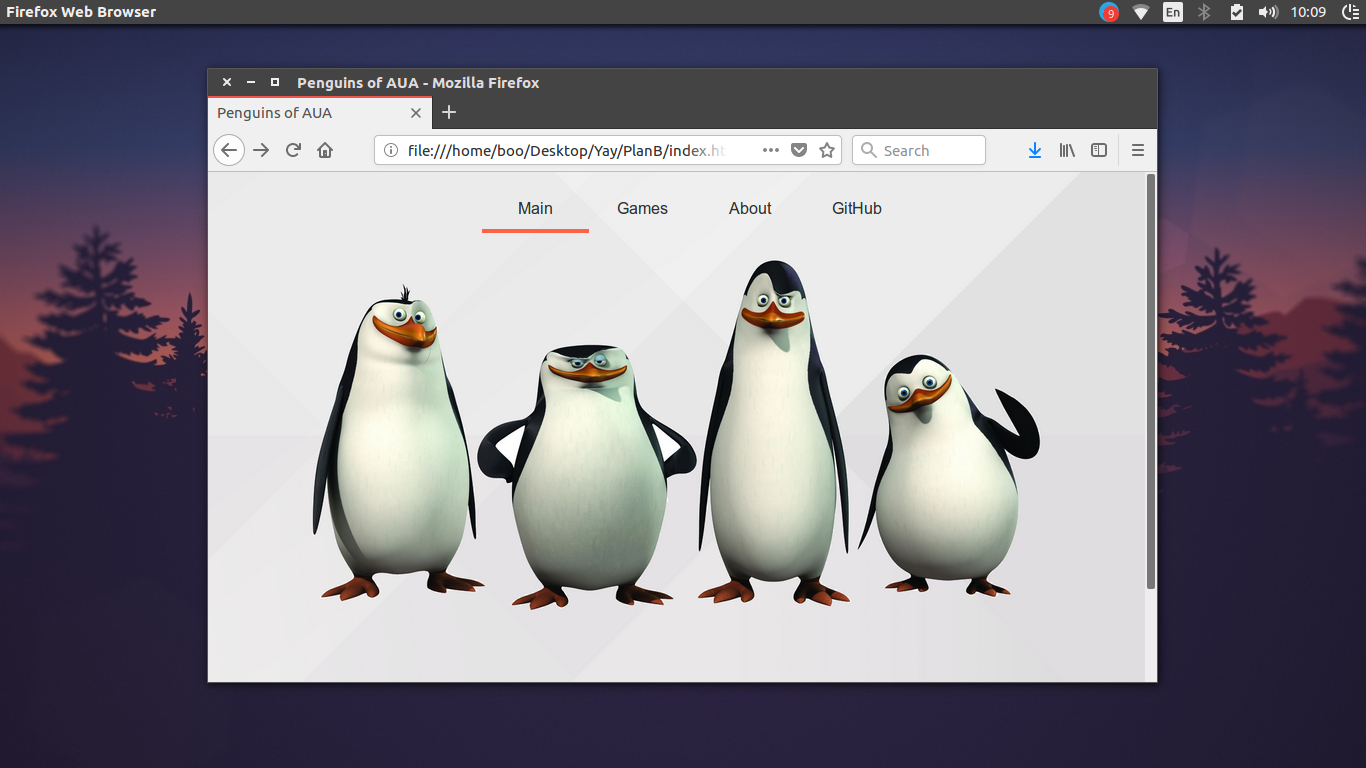 Firefox Web Browser
9
En
10:09
Penguins of AUA - Mozilla Firefox
Penguins of AUA
file:///home/boo/Desktop/Yay/PlanB/index.ht
Search
Main Games About GitHub